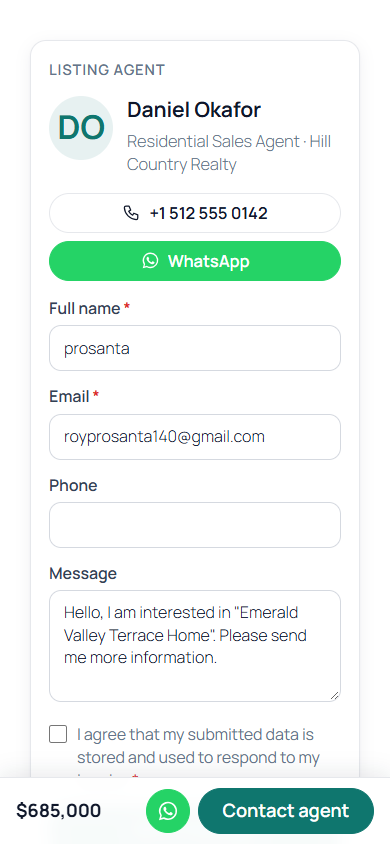 LISTING AGENT
DO
Daniel Okafor
Residential Sales Agent · Hill
Country Realty
+1 512 555 0142
WhatsApp
Full name *
prosanta
Email *
royprosanta140@gmail.com
Phone
Message
Hello, I am interested in "Emerald
Valley Terrace Home". Please send
me more information.
I agree that my submitted data is
stored and used to respond to my
$685,000
Contact agent